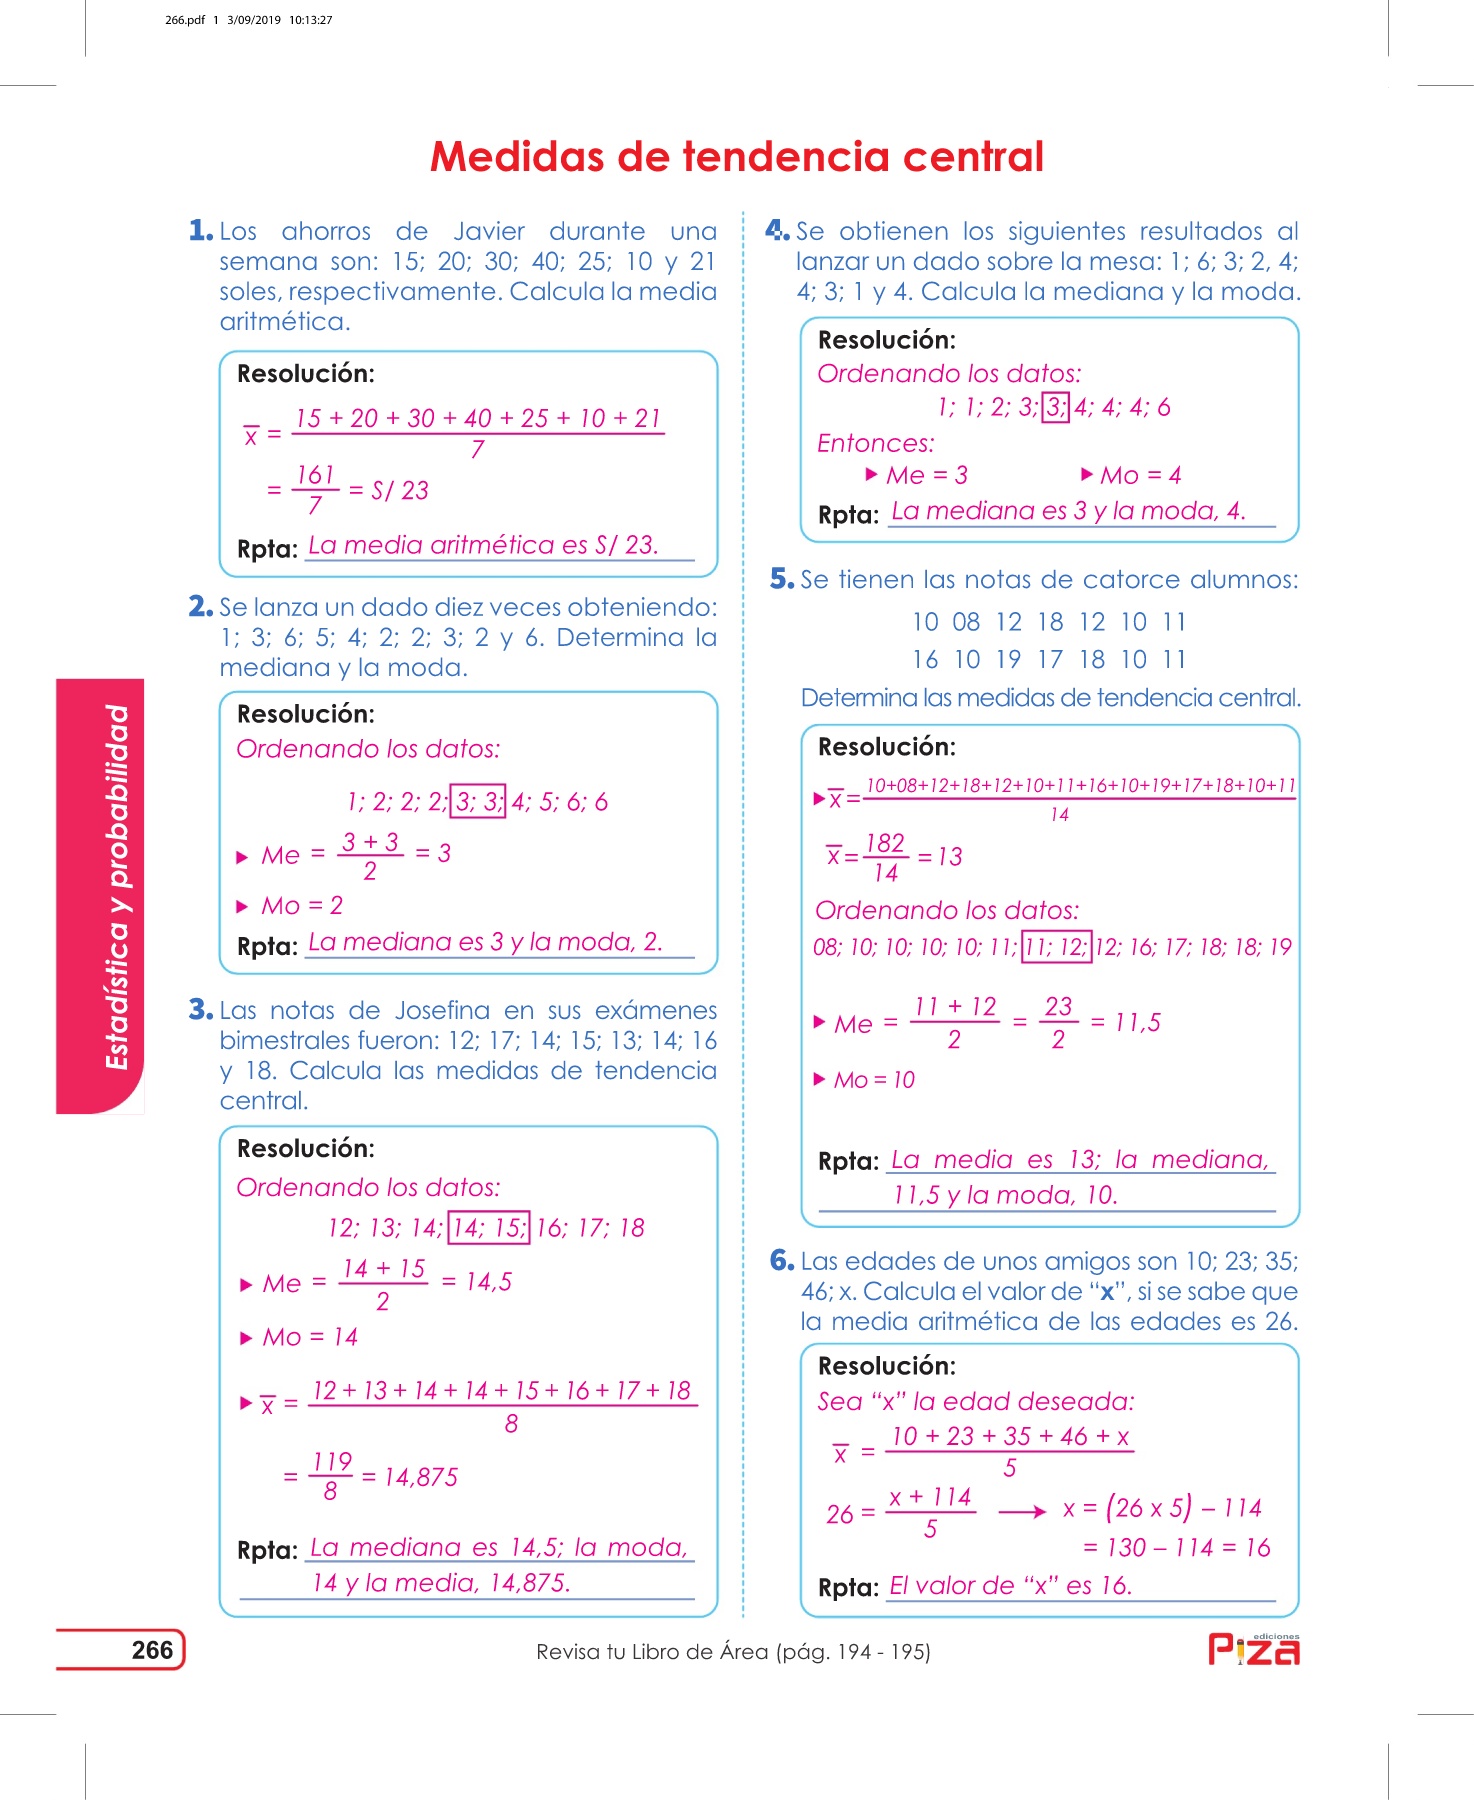 266.pdf 1 3/09/2019 10:13:27
Medidas de tendencia central
1. Los ahorros de Javier durante una
semana son: 15; 20; 30; 40; 25; 10 y 21
soles, respectivamente. Calcula la media
aritmética.
Resolución:
x̅ = (15 + 20 + 30 + 40 + 25 + 10 + 21)/7
= 161/7 = S/ 23
Rpta: La media aritmética es S/ 23.
2. Se lanza un dado diez veces obteniendo:
1; 3; 6; 5; 4; 2; 2; 3; 2 y 6. Determina la
mediana y la moda.
Resolución:
Ordenando los datos:
1; 2; 2; 2; 3; 3; 4; 5; 6; 6
▶ Me = (3 + 3)/2 = 3
▶ Mo = 2
Rpta: La mediana es 3 y la moda, 2.
3. Las notas de Josefina en sus exámenes
bimestrales fueron: 12; 17; 14; 15; 13; 14; 16
y 18. Calcula las medidas de tendencia
central.
Resolución:
Ordenando los datos:
12; 13; 14; 14; 15; 16; 17; 18
▶ Me = (14 + 15)/2 = 14,5
▶ Mo = 14
▶ x̅ = (12 + 13 + 14 + 14 + 15 + 16 + 17 + 18)/8
= 119/8 = 14,875
Rpta: La mediana es 14,5; la moda,
14 y la media, 14,875.
4. Se obtienen los siguientes resultados al
lanzar un dado sobre la mesa: 1; 6; 3; 2, 4;
4; 3; 1 y 4. Calcula la mediana y la moda.
Resolución:
Ordenando los datos:
1; 1; 2; 3; 3; 4; 4; 4; 6
Entonces:
▶ Me = 3 ▶ Mo = 4
Rpta: La mediana es 3 y la moda, 4.
5. Se tienen las notas de catorce alumnos:
10 08 12 18 12 10 11
16 10 19 17 18 10 11
Determina las medidas de tendencia central.
Resolución:
▶ x̅ = (10+08+12+18+12+10+11+16+10+19+17+18+10+11)/14
x̅ = 182/14 = 13
Ordenando los datos:
08; 10; 10; 10; 10; 11; 11; 12; 12; 16; 17; 18; 18; 19
▶ Me = (11 + 12)/2 = 23/2 = 11,5
▶ Mo = 10
Rpta: La media es 13; la mediana,
11,5 y la moda, 10.
6. Las edades de unos amigos son 10; 23; 35;
46; x. Calcula el valor de “x”, si se sabe que
la media aritmética de las edades es 26.
Resolución:
Sea “x” la edad deseada:
x̅ = (10 + 23 + 35 + 46 + x)/5
26 = (x + 114)/5 ⟶ x = (26 x 5) – 114
= 130 – 114 = 16
Rpta: El valor de “x” es 16.
Estadística y probabilidad
266
Revisa tu Libro de Área (pág. 194 - 195)
ediciones
Piza